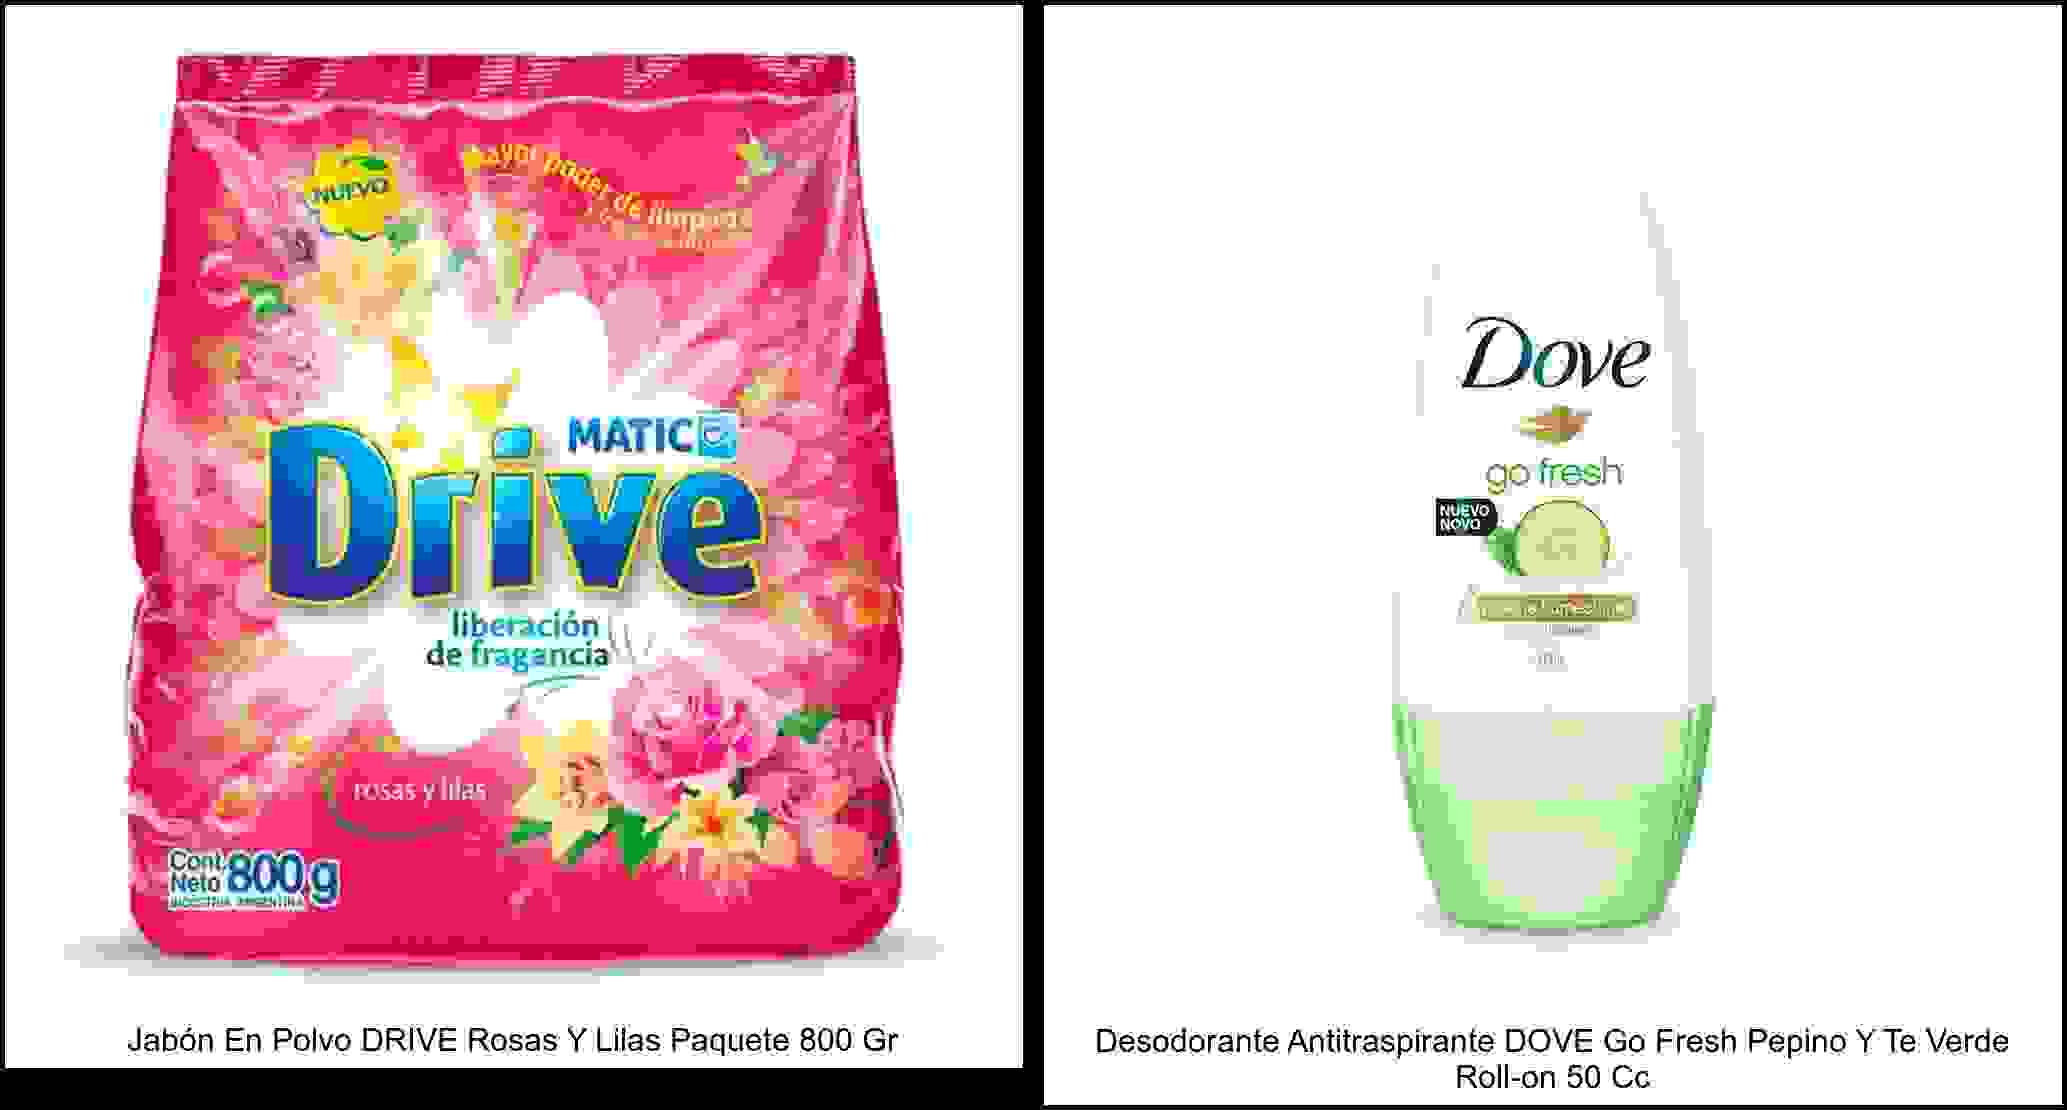 NUEVO
Mayor poder de limpieza
MATIC
Drive
liberación
de fragancia
rosas y lilas
Cont.
Neto 800 g
INDUSTRIA ARGENTINA
Jabón En Polvo DRIVE Rosas Y Lilas Paquete 800 Gr
Dove
go fresh
NUEVO
NOVO
Desodorante Antitraspirante DOVE Go Fresh Pepino Y Te Verde
Roll-on 50 Cc